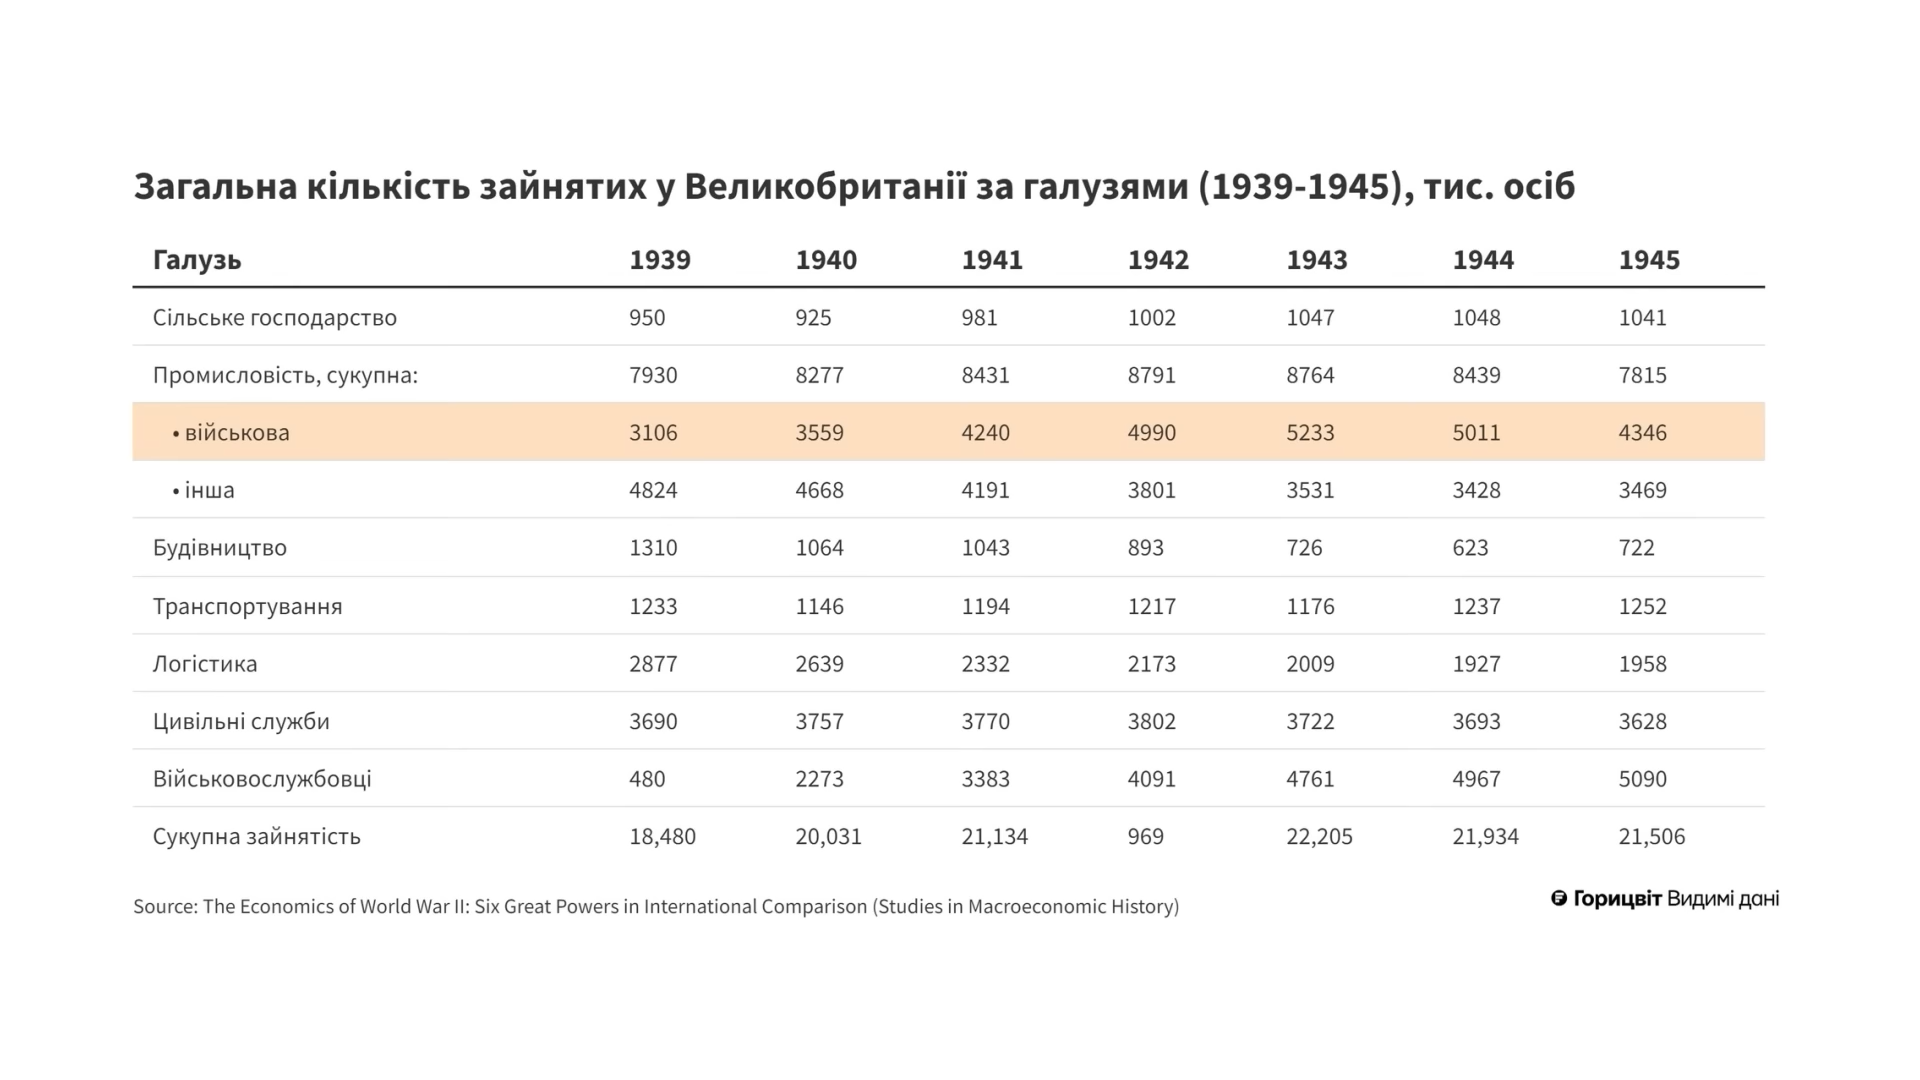 Загальна кількість зайнятих у Великобританії за галузями (1939-1945), тис. осіб
Галузь 1939 1940 1941 1942 1943 1944 1945
Сільське господарство 950 925 981 1002 1047 1048 1041
Промисловість, сукупна: 7930 8277 8431 8791 8764 8439 7815
• військова 3106 3559 4240 4990 5233 5011 4346
• інша 4824 4668 4191 3801 3531 3428 3469
Будівництво 1310 1064 1043 893 726 623 722
Транспортування 1233 1146 1194 1217 1176 1237 1252
Логістика 2877 2639 2332 2173 2009 1927 1958
Цивільні служби 3690 3757 3770 3802 3722 3693 3628
Військовослужбовці 480 2273 3383 4091 4761 4967 5090
Сукупна зайнятість 18,480 20,031 21,134 969 22,205 21,934 21,506
Source: The Economics of World War II: Six Great Powers in International Comparison (Studies in Macroeconomic History)
Горицвіт Видимі дані